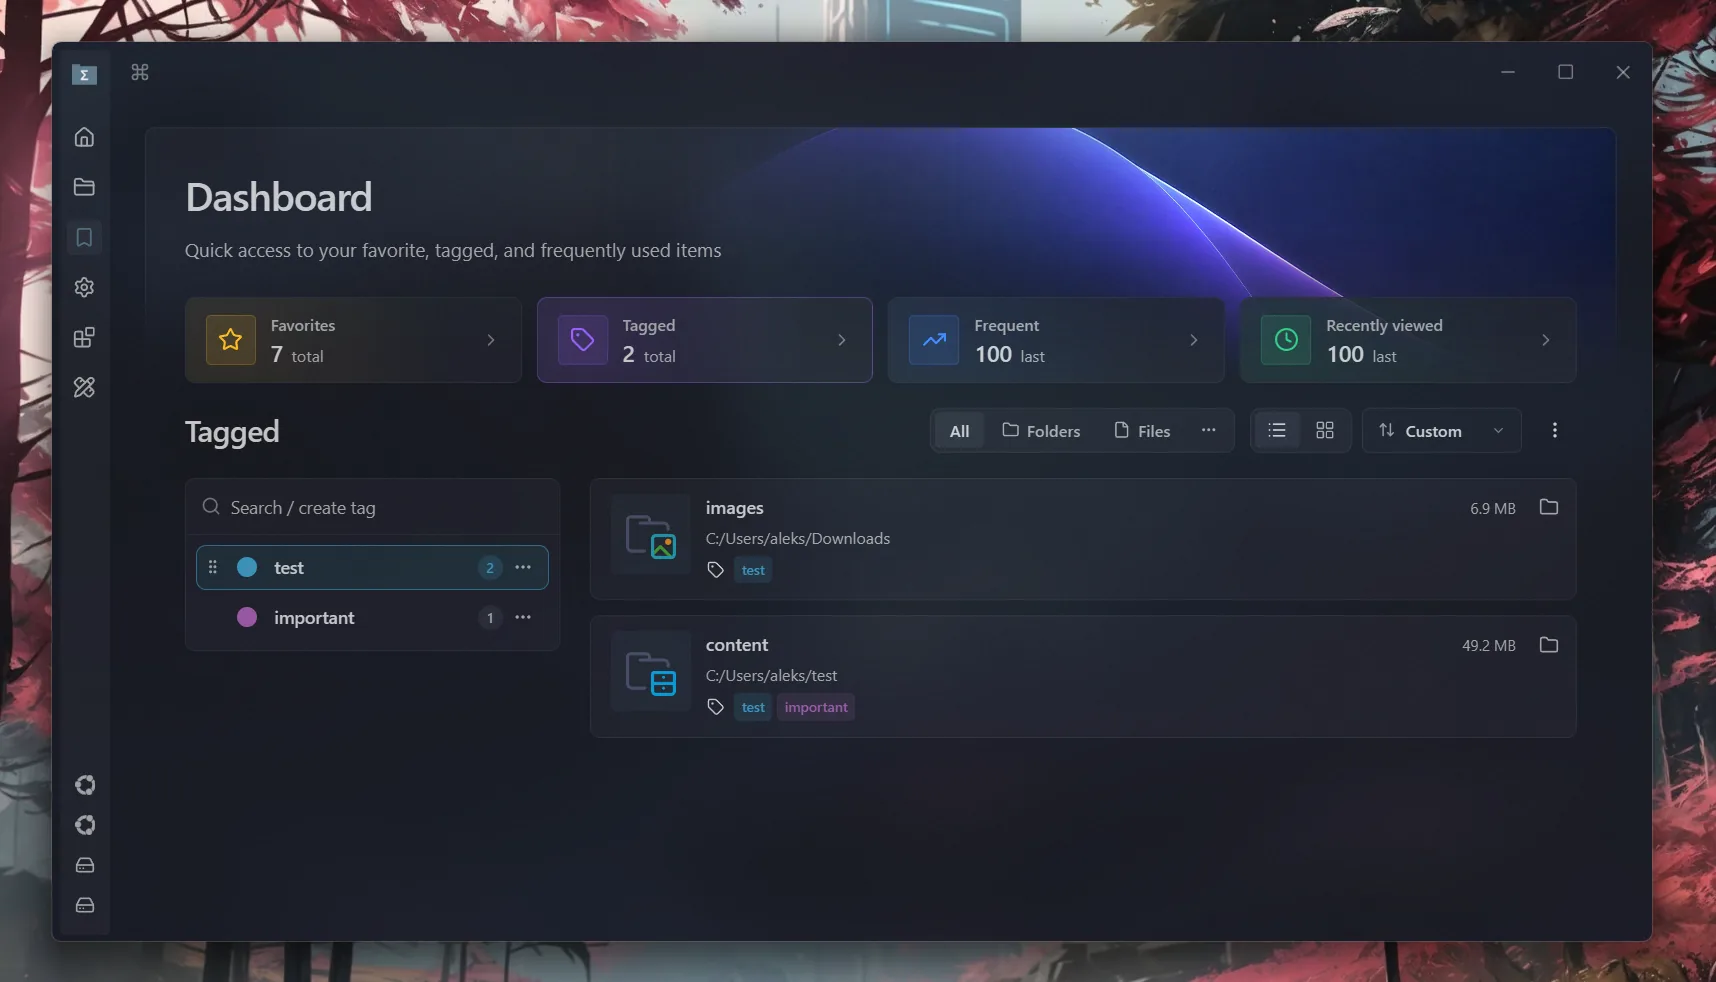 Σ
Dashboard
Quick access to your favorite, tagged, and frequently used items
Favorites
7 total
Tagged
2 total
Frequent
100 last
Recently viewed
100 last
Tagged
All
Folders
Files
Custom
Search / create tag
test
2
important
1
images
6.9 MB
C:/Users/aleks/Downloads
test
content
49.2 MB
C:/Users/aleks/test
test important